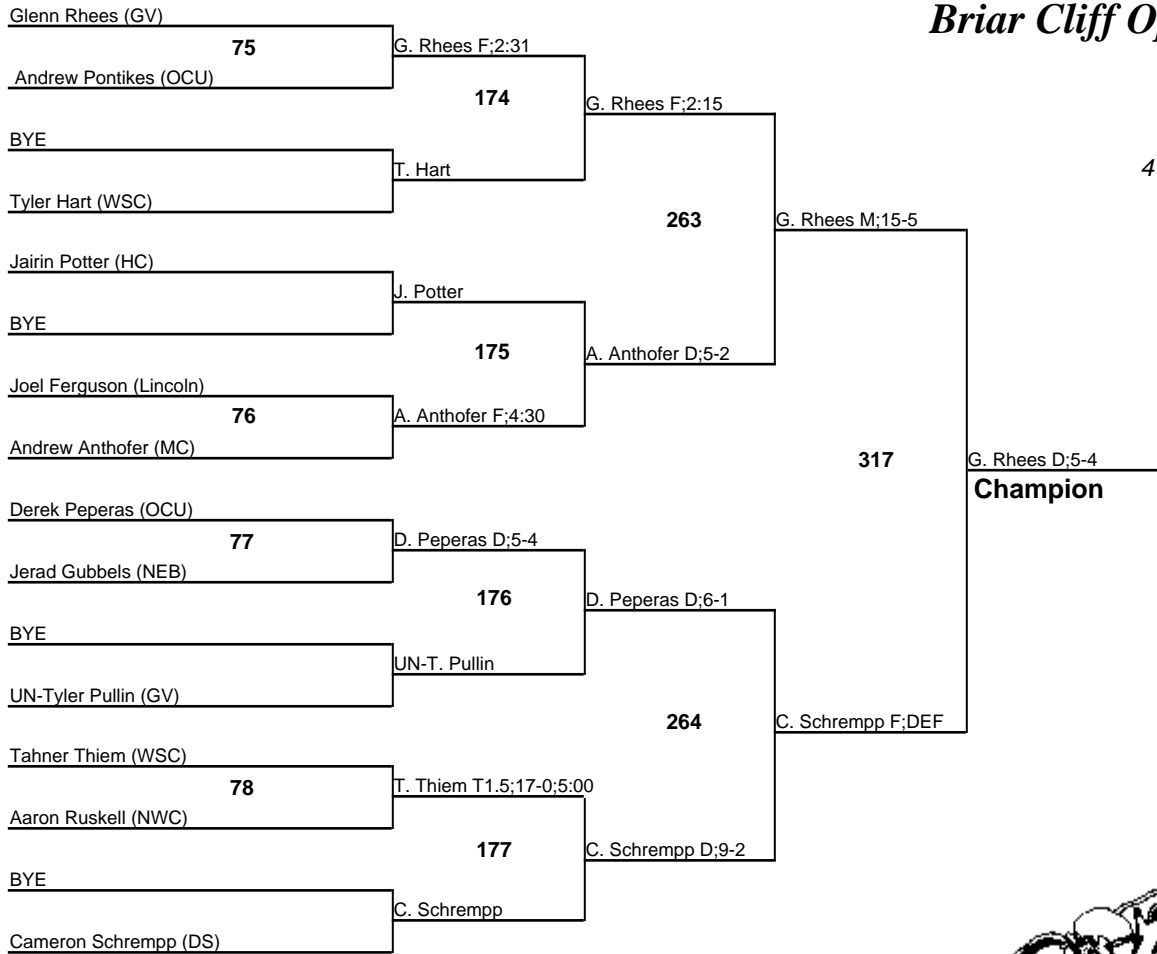 Glenn Rhees (GV)
Briar Cliff
75
G. Rhees F;2:31
Andrew Pontikes (OCU)
174
G. Rhees F;2:15
BYE
T. Hart
4
Tyler Hart (WSC)
263
G. Rhees M;15-5
Jairin Potter (HC)
J. Potter
BYE
175
A. Anthofer D;5-2
Joel Ferguson (Lincoln)
76
A. Anthofer F;4:30
Andrew Anthofer (MC)
317
G. Rhees D;5-4
Champion
Derek Peperas (OCU)
77
D. Peperas D;5-4
Jerad Gubbels (NEB)
176
D. Peperas D;6-1
BYE
UN-T. Pullin
UN-Tyler Pullin (GV)
264
C. Schrempp F;DEF
Tahner Thiem (WSC)
78
T. Thiem T1.5;17-0;5:00
Aaron Ruskell (NWC)
177
C. Schrempp D;9-2
BYE
C. Schrempp
Cameron Schrempp (DS)